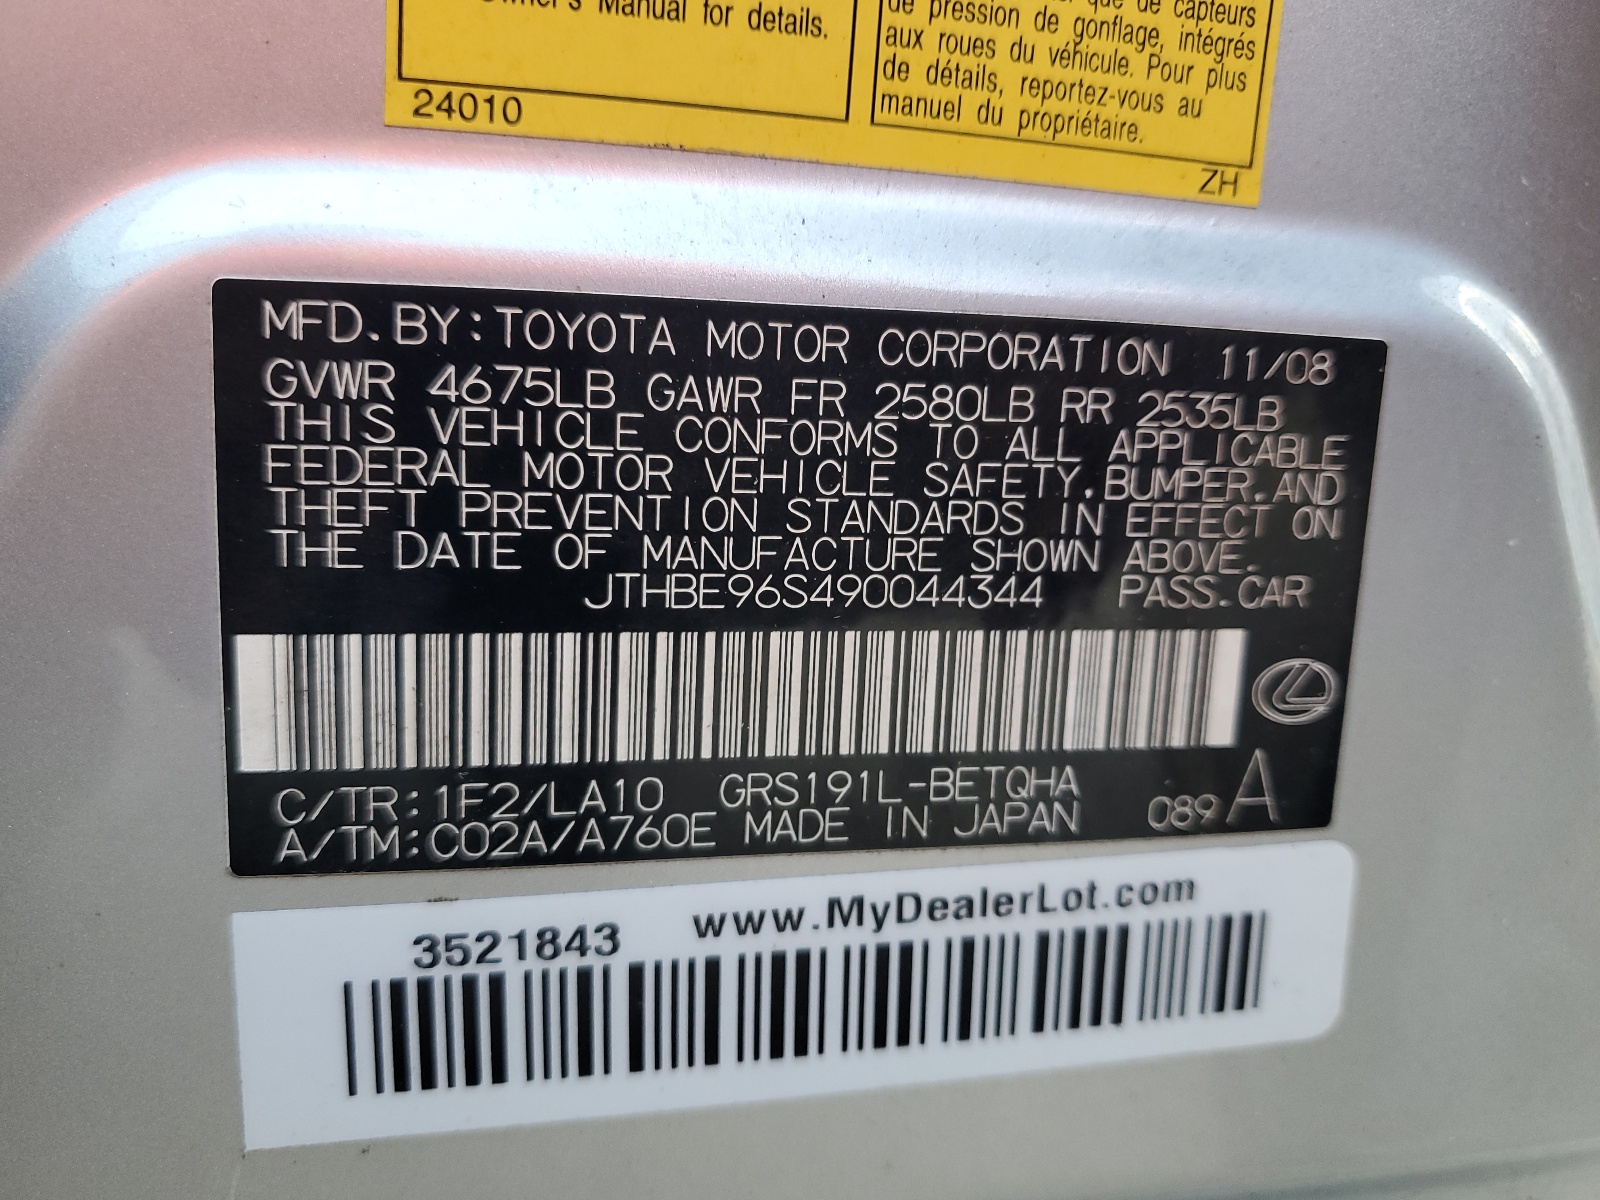 Owner's Manual for details.
24010
que de capteurs
de pression de gonflage, intégrés
aux roues du véhicule. Pour plus
de détails, reportez-vous au
manuel du propriétaire.
ZH
MFD.BY:TOYOTA MOTOR CORPORATION 11/08
GVWR 4675LB GAWR FR 2580LB RR 2535LB
THIS VEHICLE CONFORMS TO ALL APPLICABLE
FEDERAL MOTOR VEHICLE SAFETY.BUMPER.AND
THEFT PREVENTION STANDARDS IN EFFECT ON
THE DATE OF MANUFACTURE SHOWN ABOVE.
JTHBE96S490044344 PASS.CAR
C/TR:1F2/LA10 GRS191L-BETQHA
A/TM:C02A/A760E MADE IN JAPAN 089 A
3521843 www.MyDealerLot.com